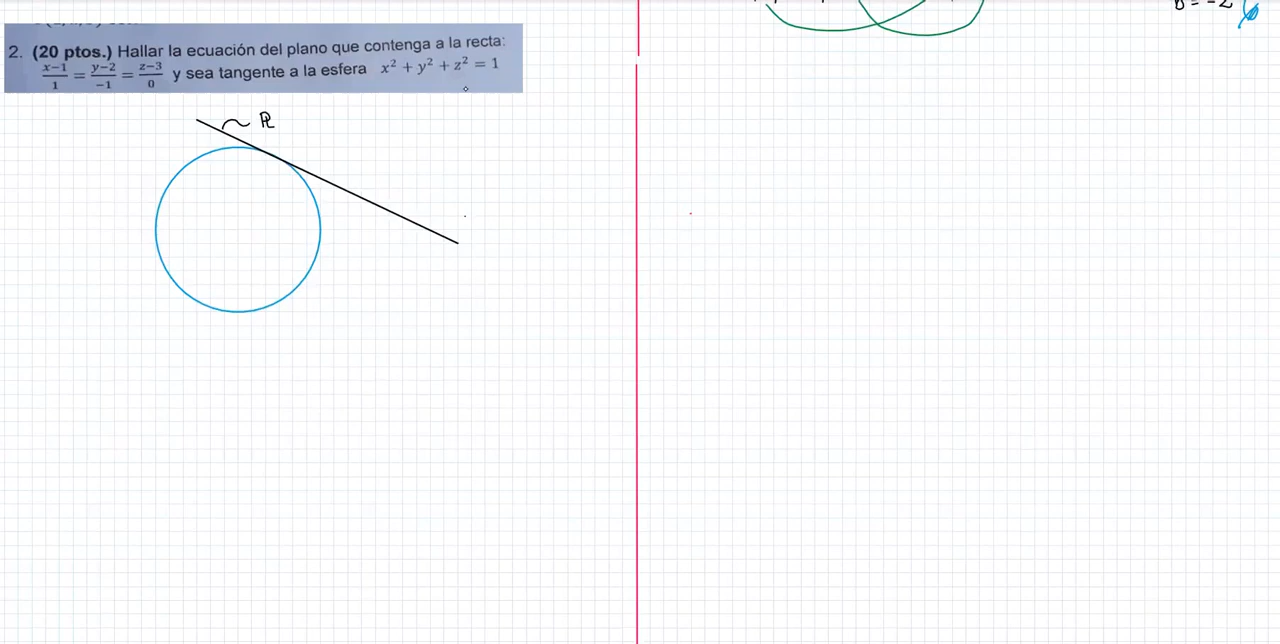 b = -2
2. (20 ptos.) Hallar la ecuación del plano que contenga a la recta:
x-1/1 = y-2/-1 = z-3/0 y sea tangente a la esfera x² + y² + z² = 1